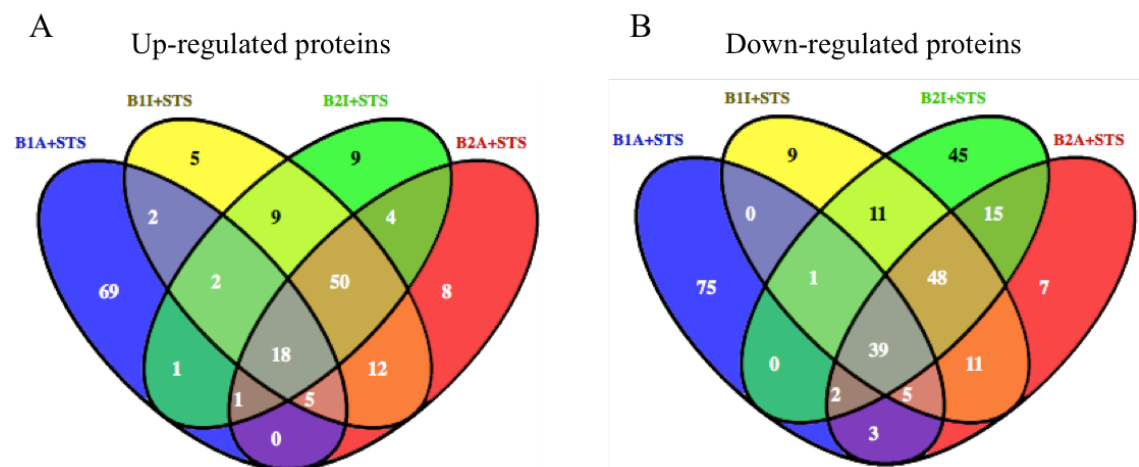 A
Up-regulated proteins
B1I+STS
B2I+STS
B1A+STS
B2A+STS
5
9
2
9
4
69
2
50
8
18
1
12
1
5
0
B
Down-regulated proteins
B1I+STS
B2I+STS
B1A+STS
B2A+STS
9
45
0
11
15
75
1
48
7
39
0
11
2
5
3